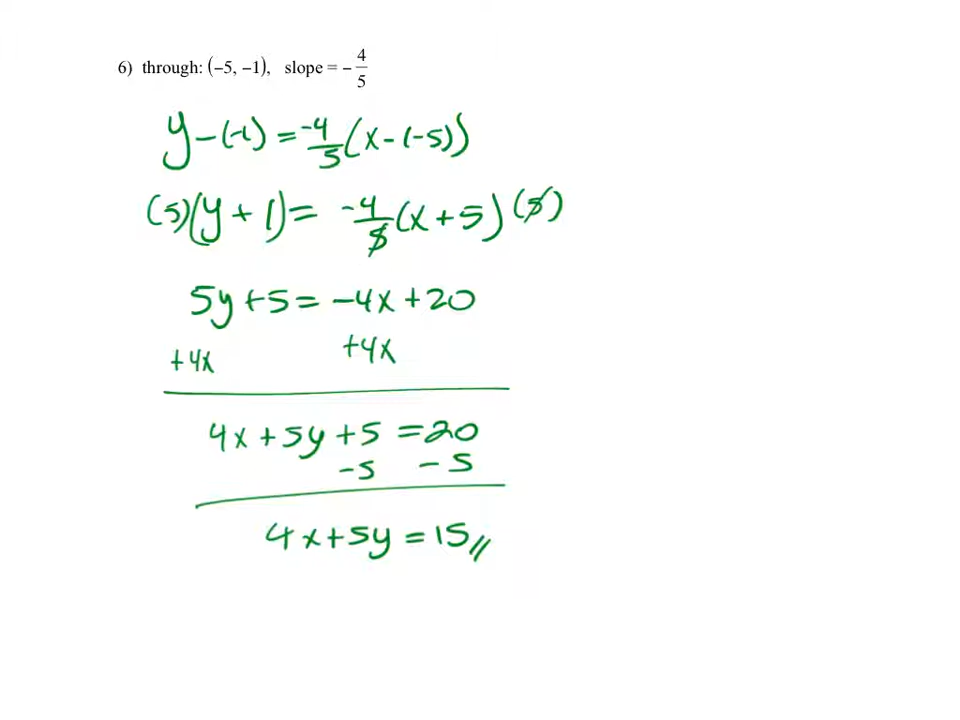 6) through: (−5, −1), slope = −4/5
y-(-1) = -4/5(x-(-5))
(5)(y+1) = -4/5(x+5)(5)
5y+5 = -4x+20
+4x +4x
4x+5y+5 = 20
-5 -5
4x+5y = 15//